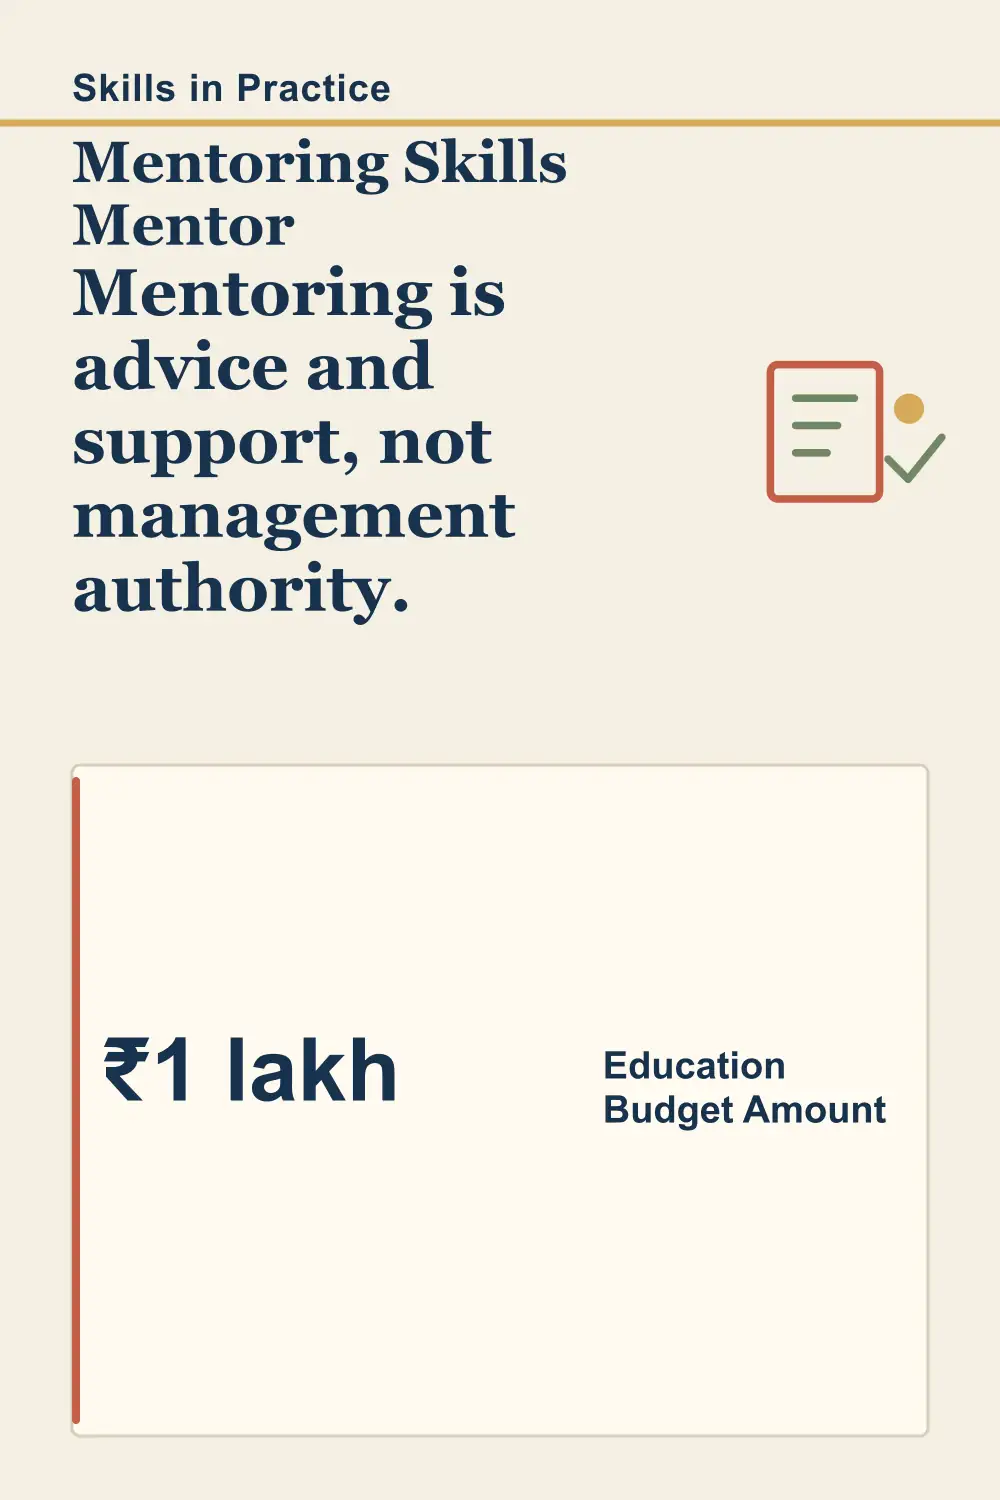 Skills in Practice
Mentoring Skills
Mentor
Mentoring is
advice and
support, not
management
authority.
₹1 lakh
Education
Budget Amount